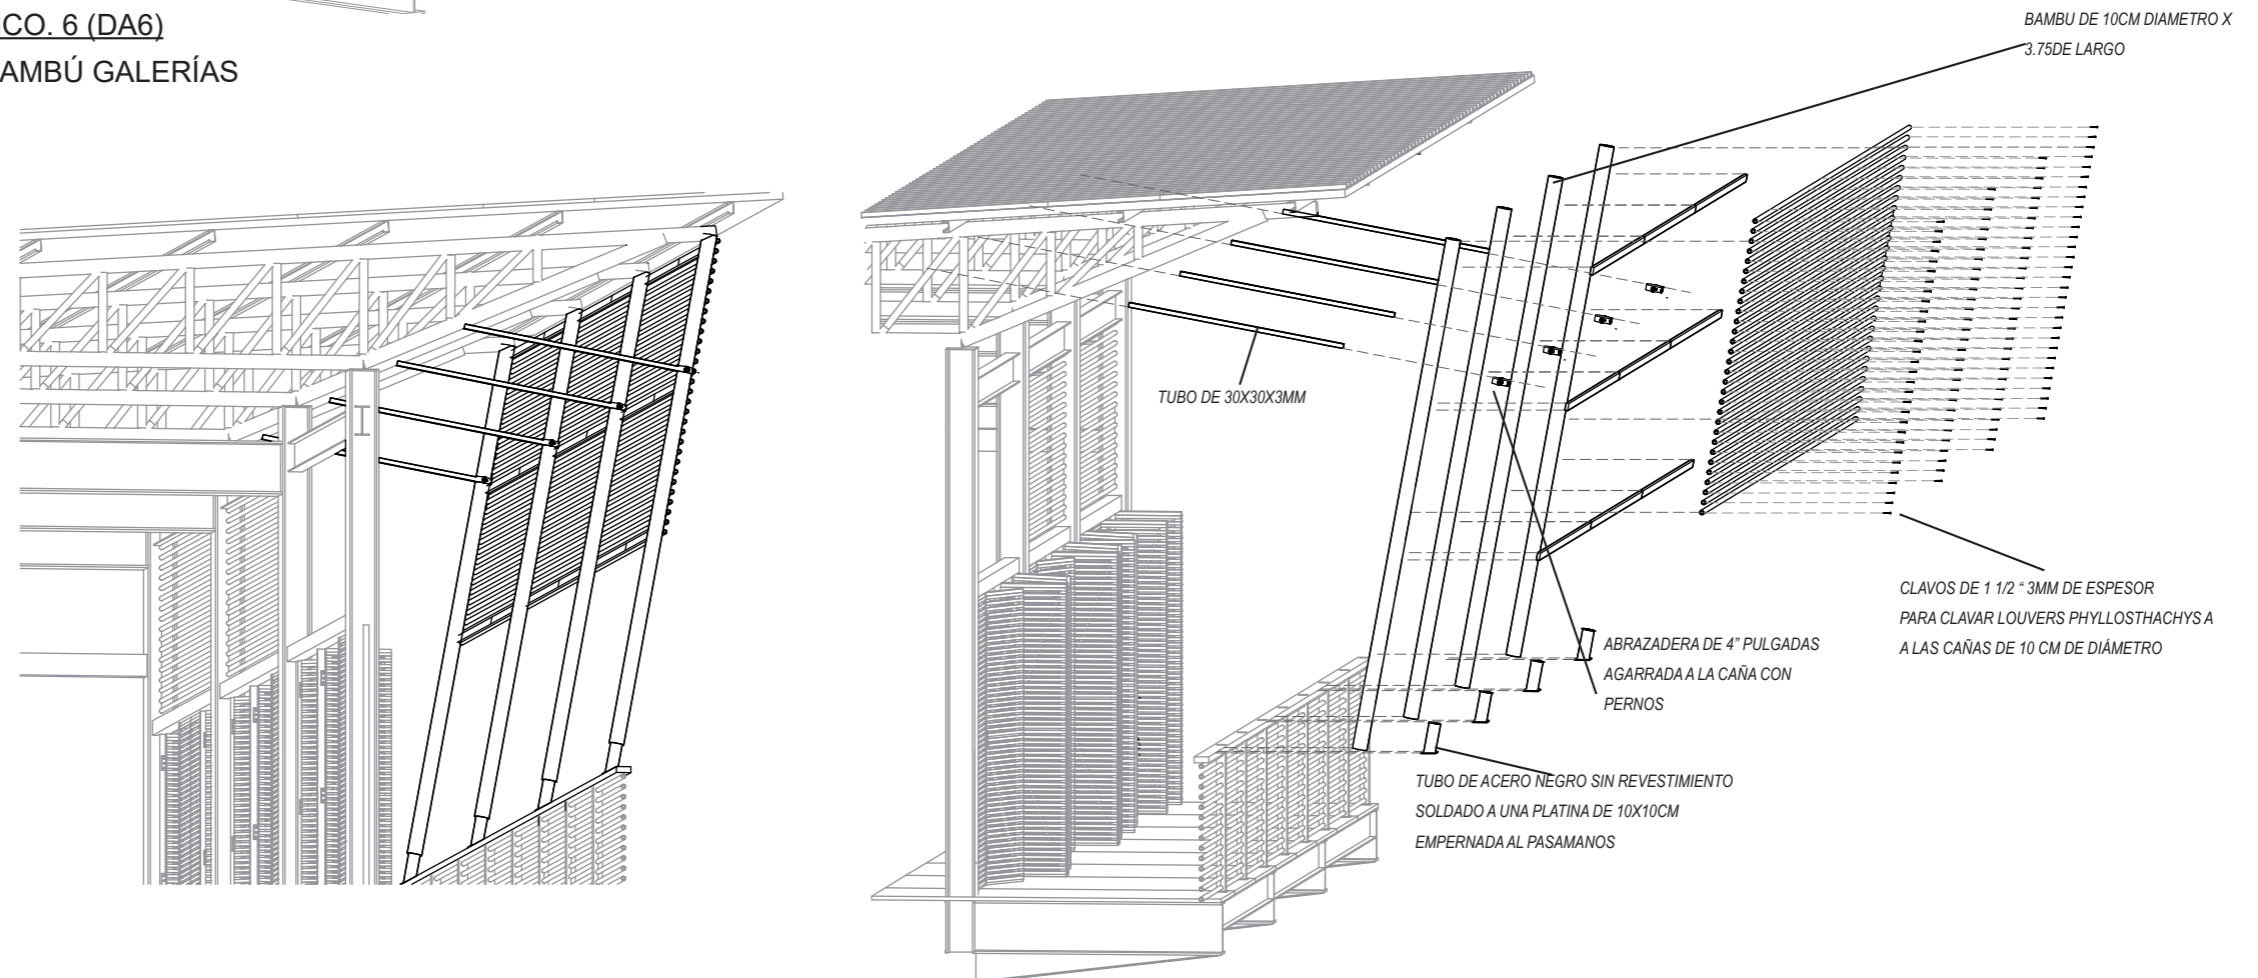 CO. 6 (DA6)
AMBÚ GALERÍAS
BAMBU DE 10CM DIAMETRO X
3.75DE LARGO
TUBO DE 30X30X3MM
CLAVOS DE 1 1/2 “ 3MM DE ESPESOR
PARA CLAVAR LOUVERS PHYLLOSTHACHYS A
A LAS CAÑAS DE 10 CM DE DIÁMETRO
ABRAZADERA DE 4” PULGADAS
AGARRADA A LA CAÑA CON
PERNOS
TUBO DE ACERO NEGRO SIN REVESTIMIENTO
SOLDADO A UNA PLATINA DE 10X10CM
EMPERNADA AL PASAMANOS